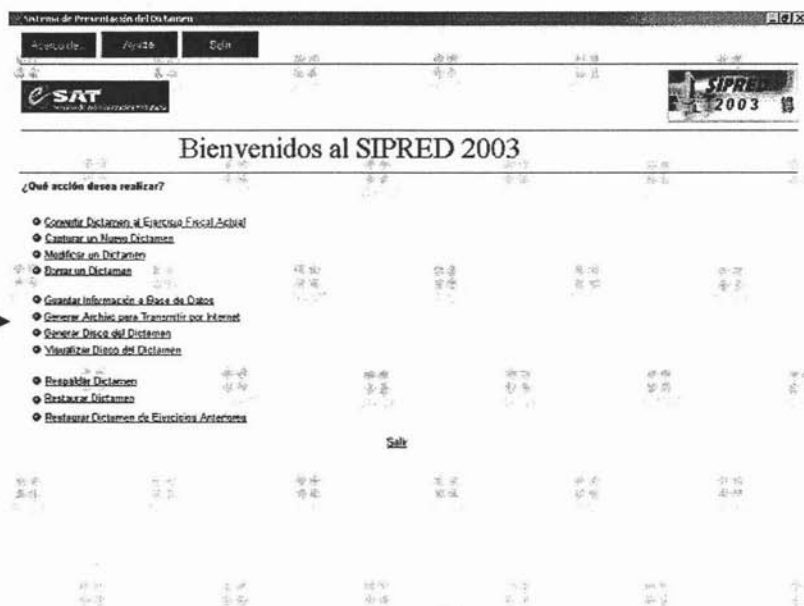 Sistema de Presentación del Dictamen
Acerca de... Ayuda Salir
SAT
SIPRED 2003
Bienvenidos al SIPRED 2003
¿Qué acción desea realizar?
Convertir Dictamen al Ejercicio Fiscal Actual
Capturar un Nuevo Dictamen
Modificar un Dictamen
Borrar un Dictamen
Guardar Información a Base de Datos
Generar Archivo para Transmitir por Internet
Generar Disco del Dictamen
Visualizar Disco del Dictamen
Respaldar Dictamen
Restaurar Dictamen
Restaurar Dictamen de Ejercicios Anteriores
Salir